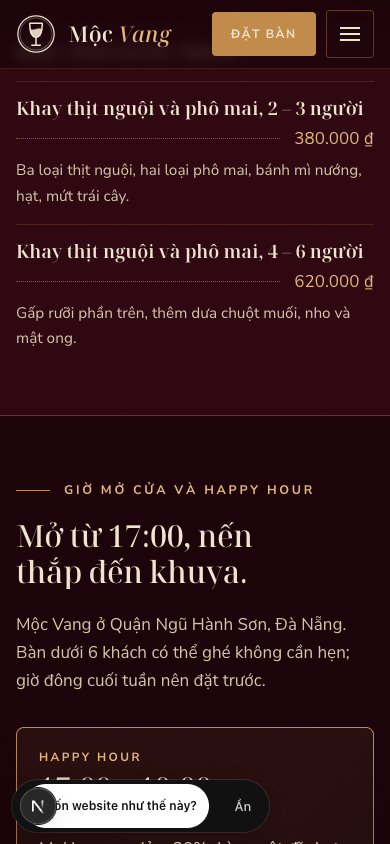 Mộc Vang
ĐẶT BÀN
Khay thịt nguội và phô mai, 2 – 3 người
380.000 ₫
Ba loại thịt nguội, hai loại phô mai, bánh mì nướng,
hạt, mứt trái cây.
Khay thịt nguội và phô mai, 4 – 6 người
620.000 ₫
Gấp rưỡi phần trên, thêm dưa chuột muối, nho và
mật ong.
GIỜ MỞ CỬA VÀ HAPPY HOUR
Mở từ 17:00, nến
thắp đến khuya.
Mộc Vang ở Quận Ngũ Hành Sơn, Đà Nẵng.
Bàn dưới 6 khách có thể ghé không cần hẹn;
giờ đông cuối tuần nên đặt trước.
HAPPY HOUR
N
website như thế này?
Ẩn